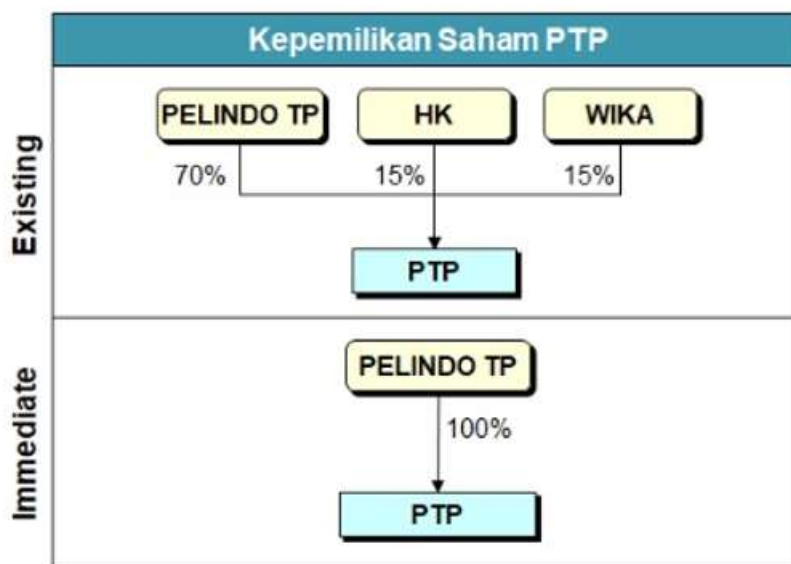 Kepemilikan Saham PTP
Existing
PELINDO TP
HK
WIKA
70%
15%
15%
PTP
Immediate
PELINDO TP
100%
PTP